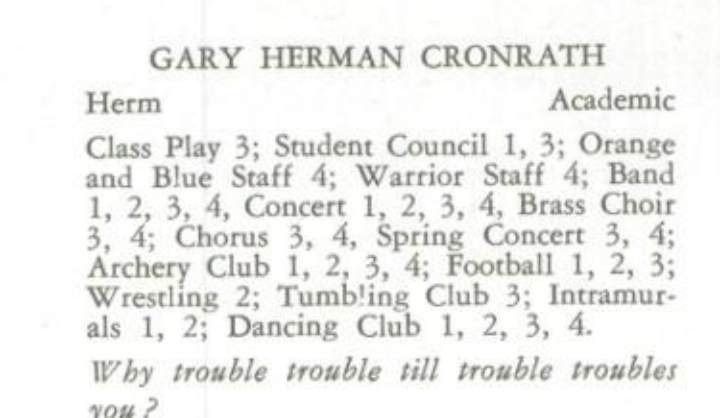 GARY HERMAN CRONRATH
Herm Academic
Class Play 3; Student Council 1, 3; Orange
and Blue Staff 4; Warrior Staff 4; Band
1, 2, 3, 4, Concert 1, 2, 3, 4, Brass Choir
3, 4; Chorus 3, 4, Spring Concert 3, 4;
Archery Club 1, 2, 3, 4; Football 1, 2, 3;
Wrestling 2; Tumb!ing Club 3; Intramur-
als 1, 2; Dancing Club 1, 2, 3, 4.
Why trouble trouble till trouble troubles
you?